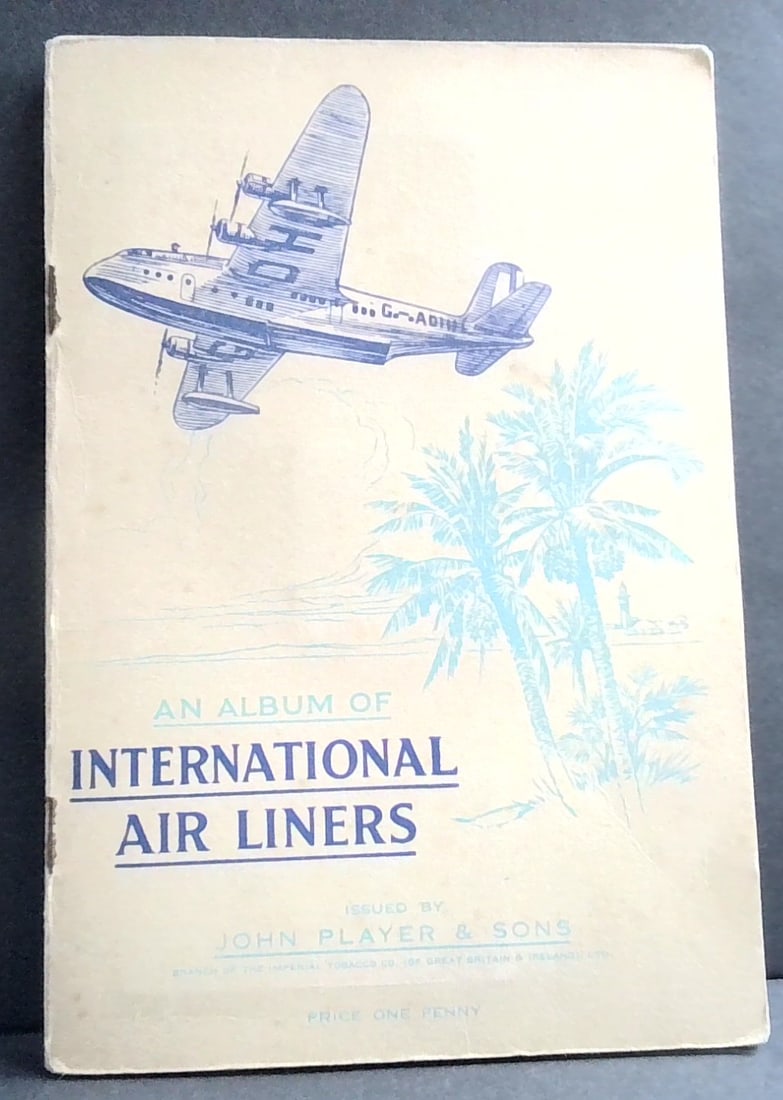 G-ADHL
AN ALBUM OF
INTERNATIONAL
AIR LINERS
ISSUED BY
JOHN PLAYER & SONS
BRANCH OF THE IMPERIAL TOBACCO CO. (OF GREAT BRITAIN & IRELAND), LTD.
PRICE ONE PENNY